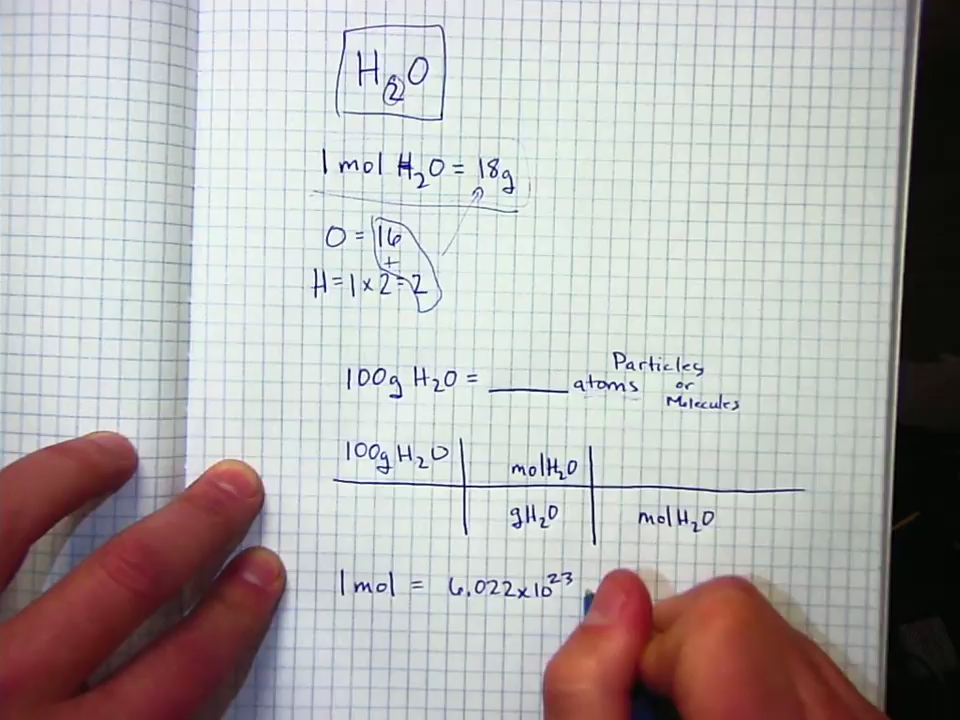 H2O
1 mol H2O = 18g
O = 16
+
H = 1 x 2 = 2
Particles
100g H2O = ______ atoms or
Molecules
100g H2O mol H2O
g H2O mol H2O
1 mol = 6.022x10^23